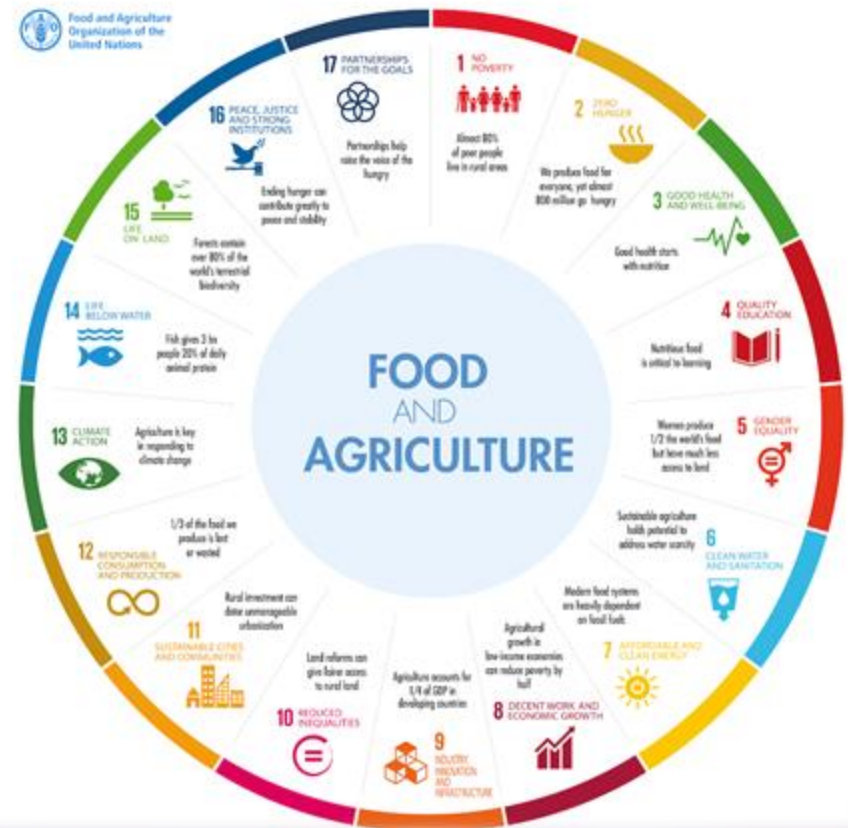 Food and Agriculture
Organization of the
United Nations
FOOD
AND
AGRICULTURE
1 NO
POVERTY
Almost 80%
of poor people
live in rural areas
2 ZERO
HUNGER
We produce food for
everyone, yet almost
800 million go hungry
3 GOOD HEALTH
AND WELL-BEING
Good health starts
with nutrition
4 QUALITY
EDUCATION
Nutritious food
is critical to learning
5 GENDER
EQUALITY
Women produce
1/2 the world's food
but have much less
access to land
6
CLEAN WATER
AND SANITATION
Sustainable agriculture
holds potential to
address water scarcity
7 AFFORDABLE AND
CLEAN ENERGY
Modern food systems
are heavily dependent
on fossil fuels
8 DECENT WORK AND
ECONOMIC GROWTH
Agricultural
growth in
low-income economies
can reduce poverty by
half
9
INDUSTRY,
INNOVATION
AND
INFRASTRUCTURE
Agriculture accounts for
1/4 of GDP in
developing countries
10 REDUCED
INEQUALITIES
Land reforms can
give fairer access
to rural land
11
SUSTAINABLE CITIES
AND COMMUNITIES
Rural investment can
deter unmanageable
urbanization
12 RESPONSIBLE
CONSUMPTION
AND PRODUCTION
1/3 of the food we
produce is lost
or wasted
13 CLIMATE
ACTION
Agriculture is key
in responding to
climate change
14 LIFE
BELOW WATER
Fish gives 3 bn
people 20% of daily
animal protein
15
LIFE
ON LAND
Forests contain
over 80% of the
world's terrestrial
biodiversity
16 PEACE, JUSTICE
AND STRONG
INSTITUTIONS
Ending hunger can
contribute greatly to
peace and stability
17 PARTNERSHIPS
FOR THE GOALS
Partnerships help
raise the voice of the
hungry